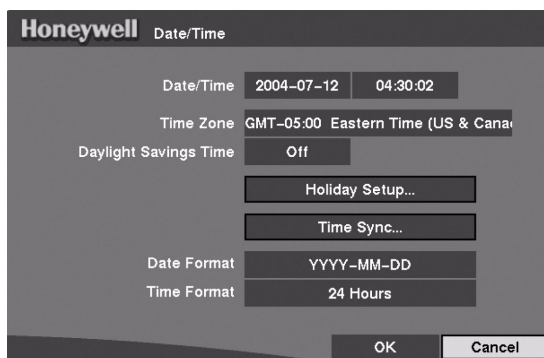 Honeywell Date/Time
Date/Time 2004-07-12 04:30:02
Time Zone GMT-05:00 Eastern Time (US & Cana
Daylight Savings Time Off
Holiday Setup...
Time Sync...
Date Format YYYY-MM-DD
Time Format 24 Hours
OK Cancel